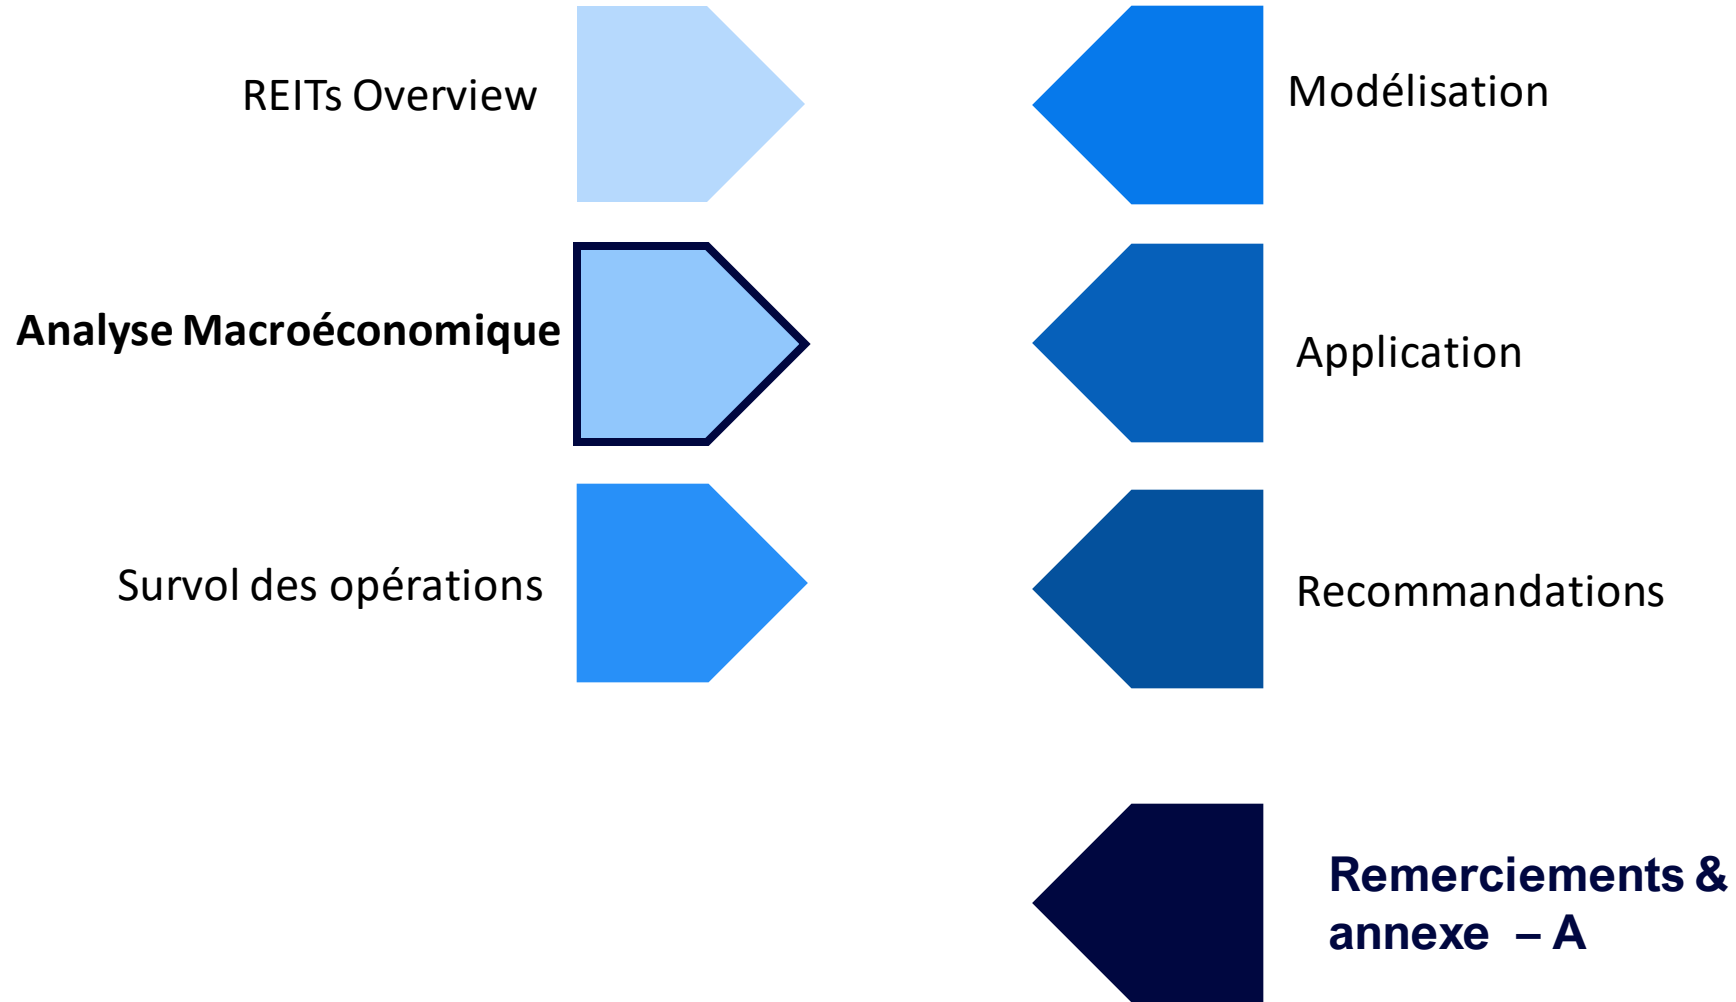 REITs Overview
Analyse Macroéconomique
Survol des opérations
Modélisation
Application
Recommandations
Remerciements &
annexe – A